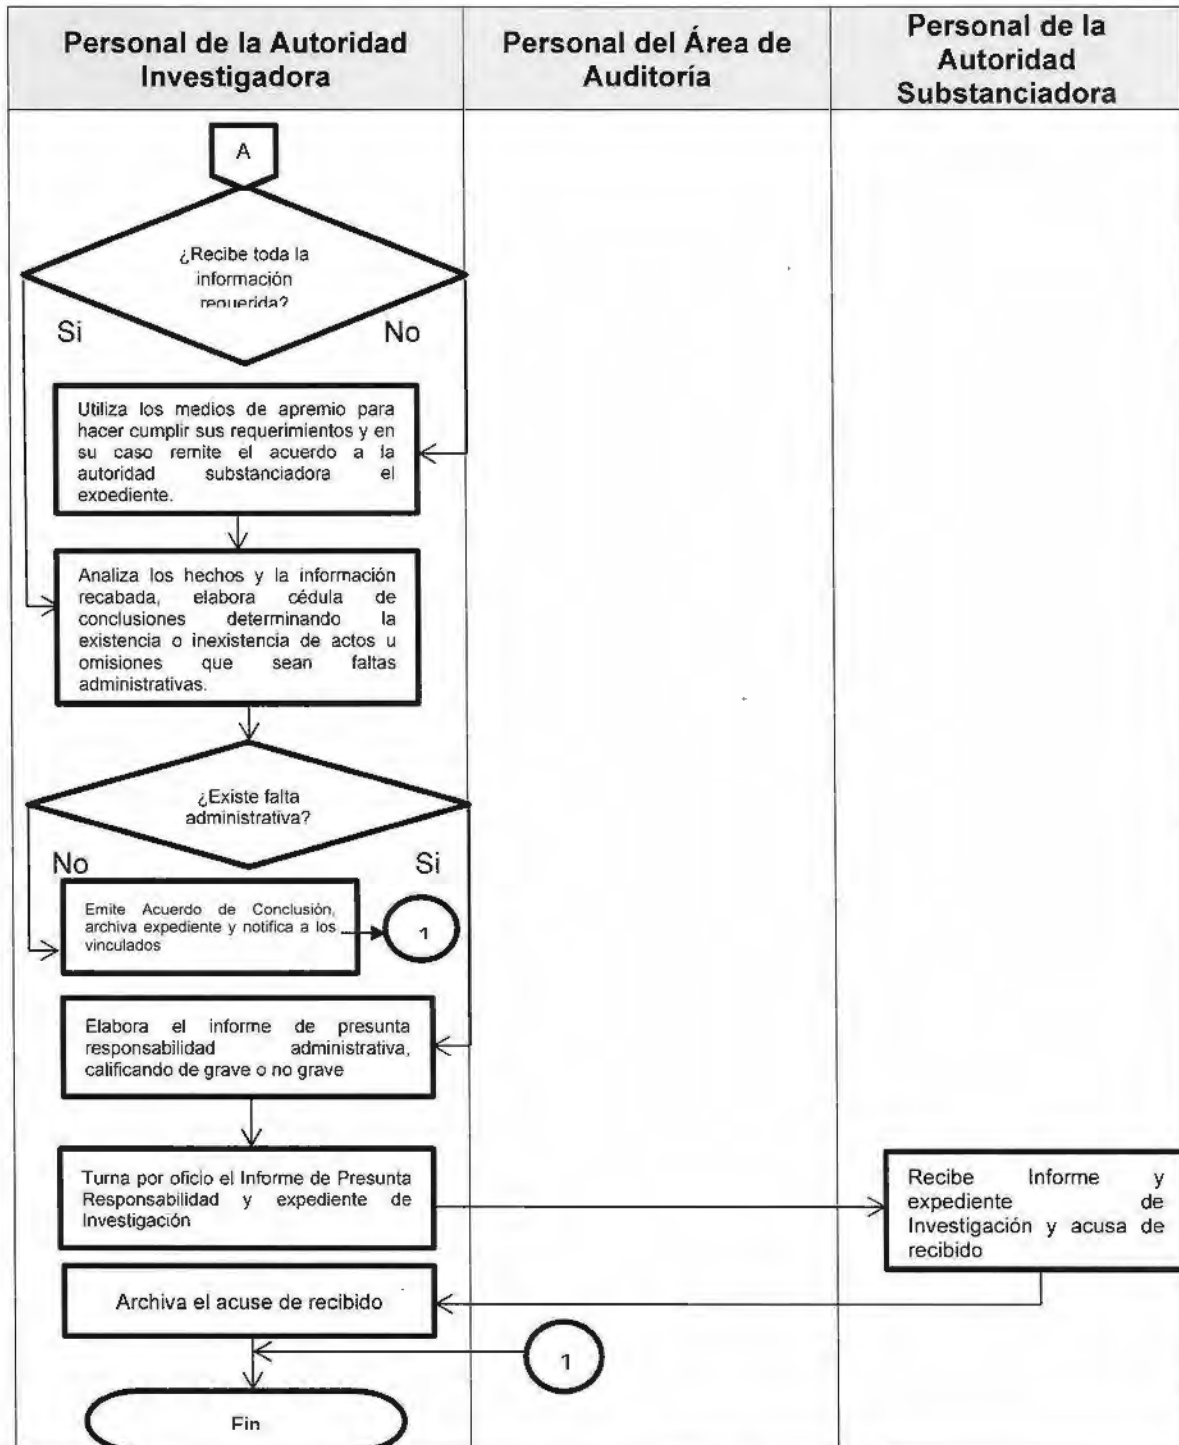 Personal de la Autoridad
Investigadora
Personal del Área de
Auditoría
Personal de la
Autoridad
Substanciadora
A
¿Recibe toda la
información
requerida?
Si
No
Utiliza los medios de apremio para
hacer cumplir sus requerimientos y en
su caso remite el acuerdo a la
autoridad substanciadora el
expediente.
Analiza los hechos y la información
recabada, elabora cédula de
conclusiones determinando la
existencia o inexistencia de actos u
omisiones que sean faltas
administrativas.
¿Existe falta
administrativa?
No
Si
Emite Acuerdo de Conclusión,
archiva expediente y notifica a los
vinculados
1
Elabora el informe de presunta
responsabilidad administrativa,
calificando de grave o no grave
Turna por oficio el Informe de Presunta
Responsabilidad y expediente de
Investigación
Recibe Informe y
expediente de
Investigación y acusa de
recibido
Archiva el acuse de recibido
1
Fin